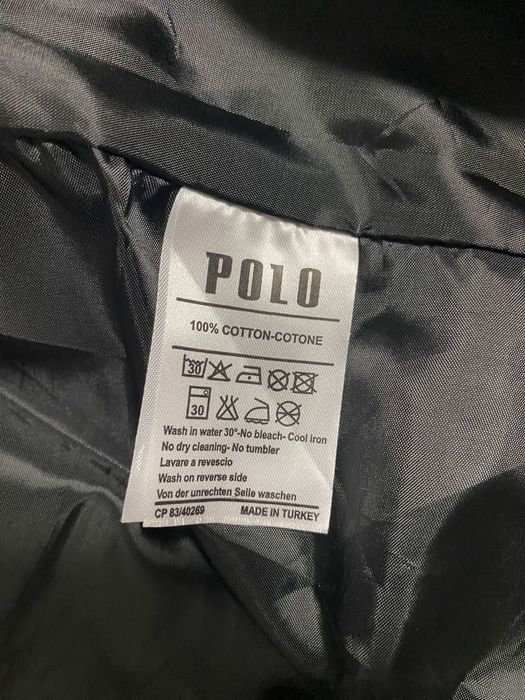 POLO
100% COTTON-COTONE
30
30
Wash in water 30°-No bleach- Cool iron
No dry cleaning- No tumbler
Lavare a revescio
Wash on reverse side
Von der unrechten Seile waschen
CP 83/40269 MADE IN TURKEY